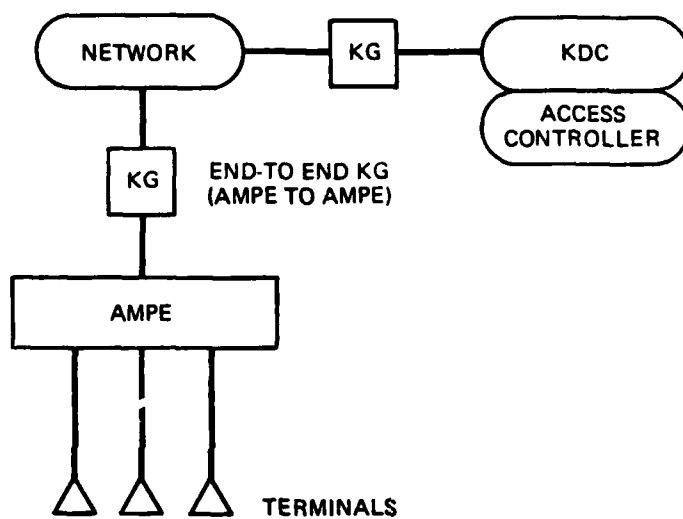 NETWORK
KG
KDC
ACCESS
CONTROLLER
KG
END-TO END KG
(AMPE TO AMPE)
AMPE
TERMINALS